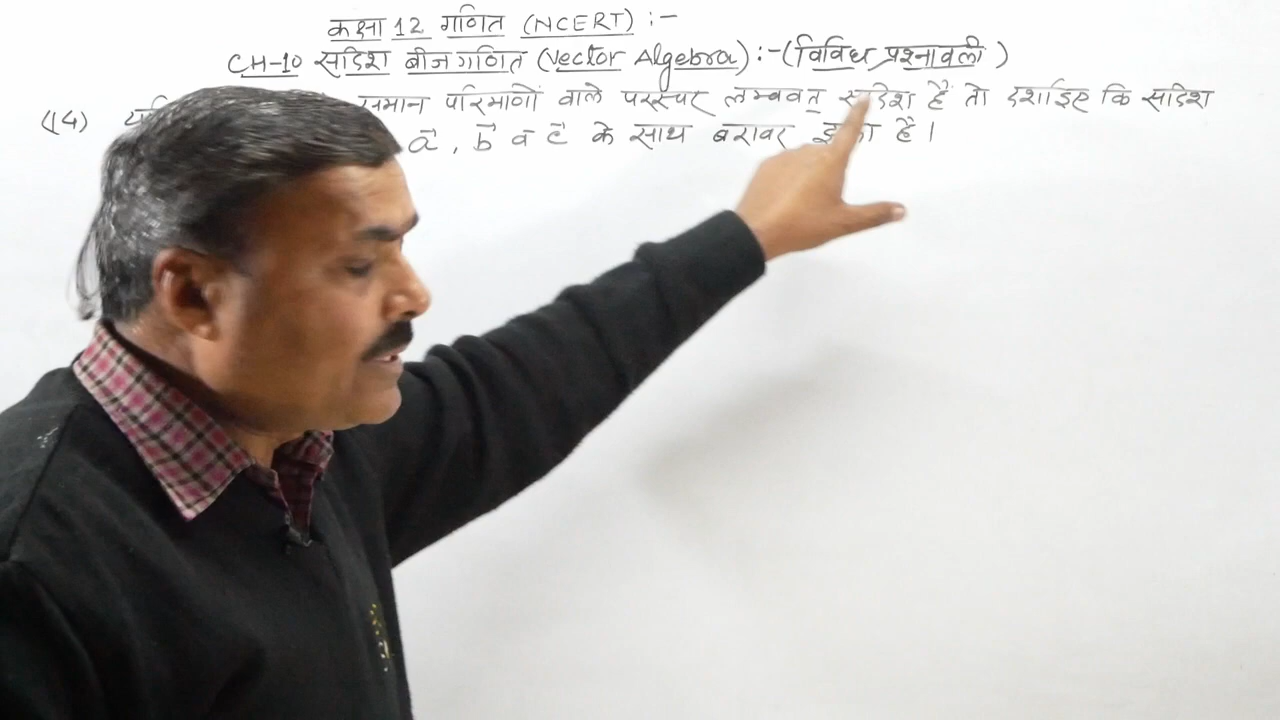 कक्षा 12 गणित (NCERT) :-
CH-10 सदिश बीजगणित (Vector Algebra) :- (विविध प्रश्नावली)
(14) समान परिमाणों वाले परस्पर लम्बवत् सदिश हैं तो दर्शाइए कि सदिश
a⃗, b⃗ व c⃗ के साथ बराबर है।